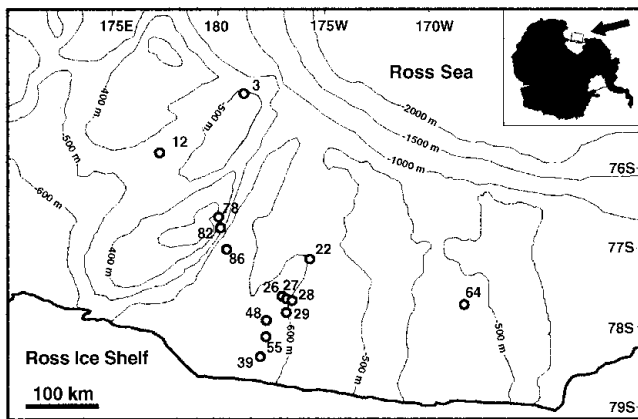 175E 180 175W 170W
Ross Sea
-400 m
-500 m
3
-2000 m
-1500 m
-1000 m
12
-500 m
-600 m
76S
78
82
400 m
86
22
77S
26 27
28
29
64
48
-600 m
55
-500 m
-500 m
78S
39
Ross Ice Shelf
100 km
79S